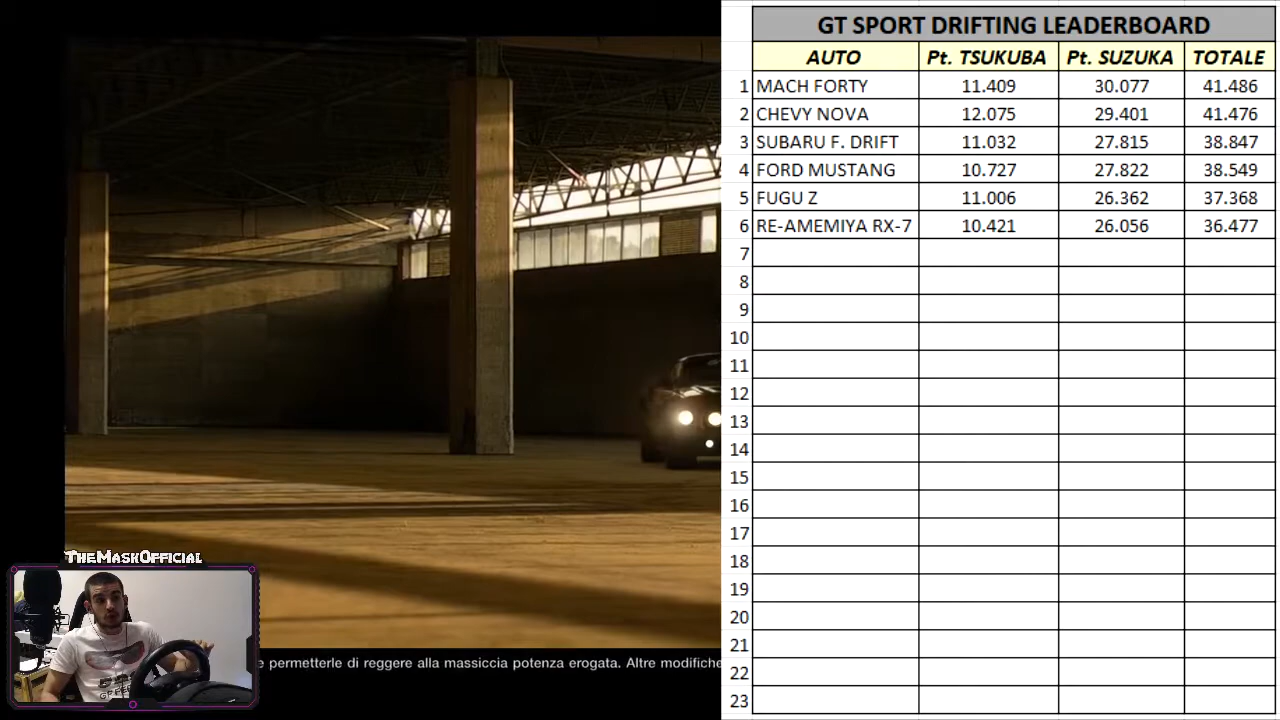 GT SPORT DRIFTING LEADERBOARD
AUTO Pt. TSUKUBA Pt. SUZUKA TOTALE
1 MACH FORTY 11.409 30.077 41.486
2 CHEVY NOVA 12.075 29.401 41.476
3 SUBARU F. DRIFT 11.032 27.815 38.847
4 FORD MUSTANG 10.727 27.822 38.549
5 FUGU Z 11.006 26.362 37.368
6 RE-AMEMIYA RX-7 10.421 26.056 36.477
7
8
9
10
11
12
13
14
15
16
17
18
19
20
21
22
23
THEMASKOFFICIAL
e permetterle di reggere alla massiccia potenza erogata. Altre modifiche